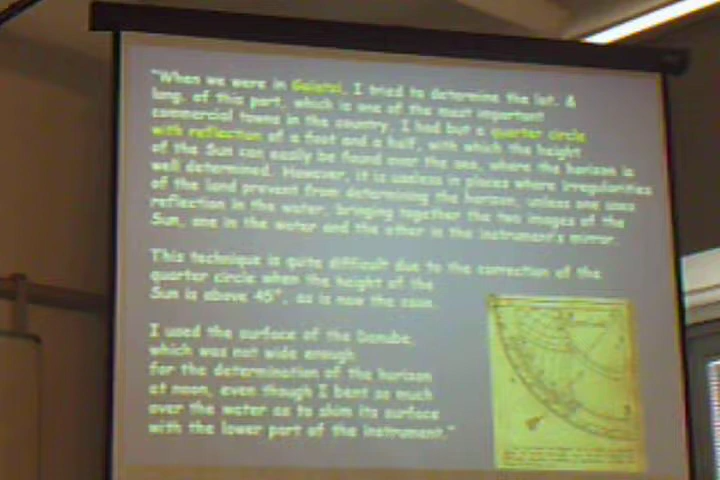 "When we were in Galatzi, I tried to determine the lat. &
long. of this port, which is one of the most important
commercial towns in the country. I had but a quarter circle
with reflection of a foot and a half, with which the height
of the Sun can easily be found over the sea, where the horizon is
well determined. However, it is useless in places where irregularities
of the land prevent from determining the horizon, unless one uses
reflection in the water, bringing together the two images of the
Sun, one in the water and the other in the instrument's mirror.
This technique is quite difficult due to the correction of the
quarter circle when the height of the
Sun is above 45°, as is now the case.
I used the surface of the Danube,
which was not wide enough
for the determination of the horizon
at noon, even though I bent so much
over the water as to skim its surface
with the lower part of the instrument."